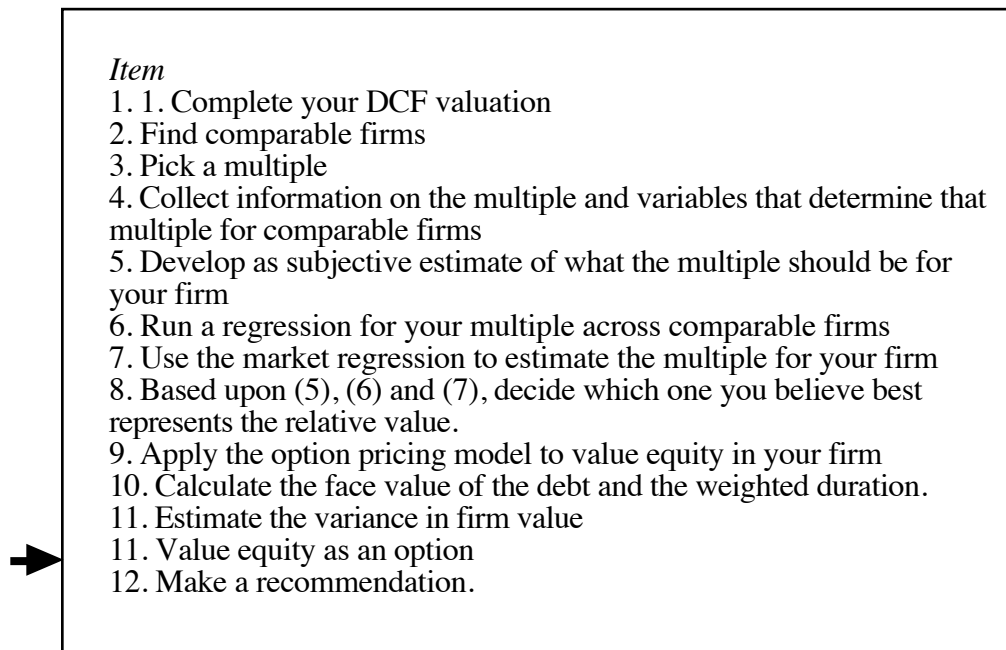 Item
1. 1. Complete your DCF valuation
2. Find comparable firms
3. Pick a multiple
4. Collect information on the multiple and variables that determine that
multiple for comparable firms
5. Develop as subjective estimate of what the multiple should be for
your firm
6. Run a regression for your multiple across comparable firms
7. Use the market regression to estimate the multiple for your firm
8. Based upon (5), (6) and (7), decide which one you believe best
represents the relative value.
9. Apply the option pricing model to value equity in your firm
10. Calculate the face value of the debt and the weighted duration.
11. Estimate the variance in firm value
11. Value equity as an option
12. Make a recommendation.